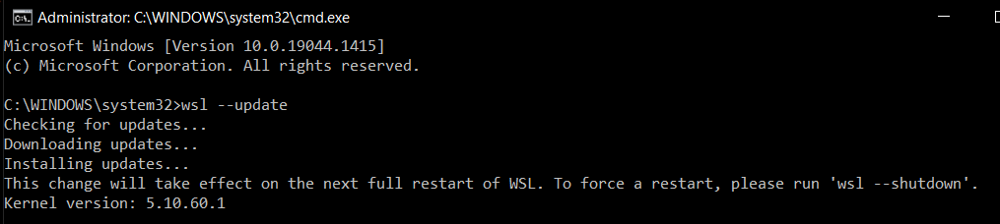 Administrator: C:\WINDOWS\system32\cmd.exe
Microsoft Windows [Version 10.0.19044.1415]
(c) Microsoft Corporation. All rights reserved.
C:\WINDOWS\system32>wsl --update
Checking for updates...
Downloading updates...
Installing updates...
This change will take effect on the next full restart of WSL. To force a restart, please run 'wsl --shutdown'.
Kernel version: 5.10.60.1